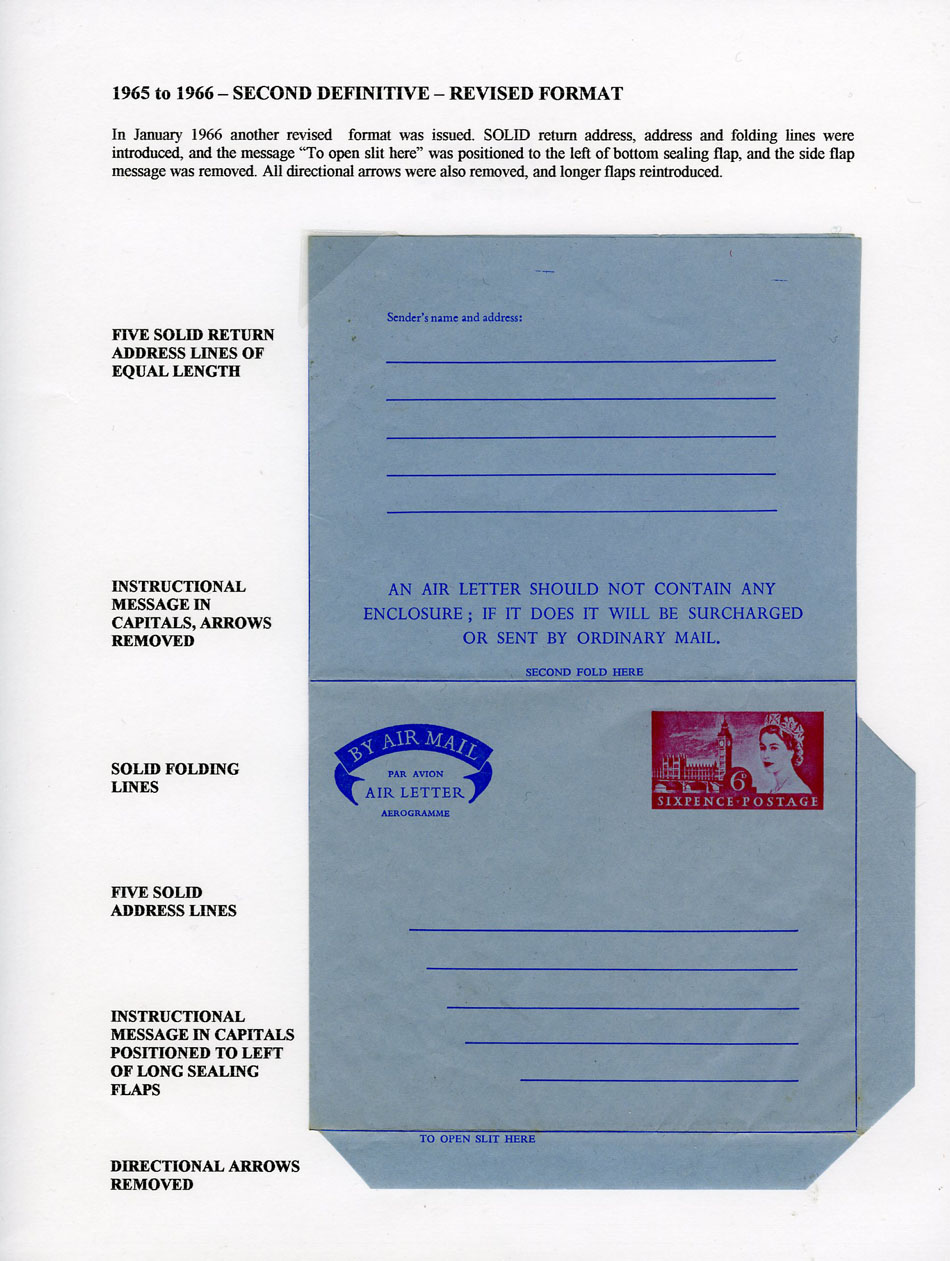 1965 to 1966 – SECOND DEFINITIVE – REVISED FORMAT
In January 1966 another revised format was issued. SOLID return address, address and folding lines were
introduced, and the message “To open slit here” was positioned to the left of bottom sealing flap, and the side flap
message was removed. All directional arrows were also removed, and longer flaps reintroduced.
Sender's name and address:
FIVE SOLID RETURN
ADDRESS LINES OF
EQUAL LENGTH
INSTRUCTIONAL
MESSAGE IN
CAPITALS, ARROWS
REMOVED
AN AIR LETTER SHOULD NOT CONTAIN ANY
ENCLOSURE ; IF IT DOES IT WILL BE SURCHARGED
OR SENT BY ORDINARY MAIL.
SECOND FOLD HERE
BY AIR MAIL
PAR AVION
AIR LETTER
AEROGRAMME
6D
SIXPENCE·POSTAGE
SOLID FOLDING
LINES
FIVE SOLID
ADDRESS LINES
INSTRUCTIONAL
MESSAGE IN CAPITALS
POSITIONED TO LEFT
OF LONG SEALING
FLAPS
TO OPEN SLIT HERE
DIRECTIONAL ARROWS
REMOVED